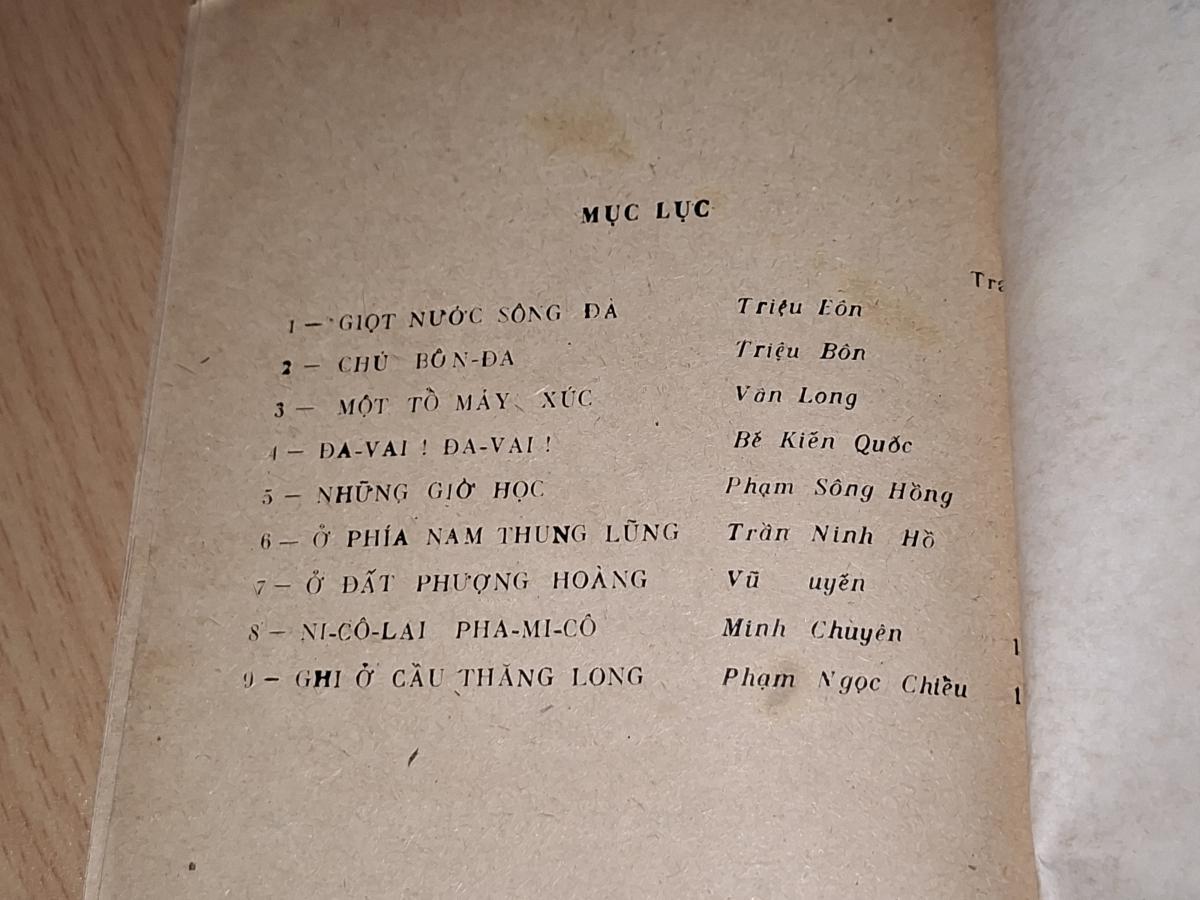 MỤC LỤC
Tra
1 — GIỌT NƯỚC SÔNG ĐÀ Triệu Bôn
2 — CHÚ BÔN-ĐA Triệu Bôn
3 — MỘT TỔ MÁY XÚC Vân Long
4 — ĐA-VAI ! ĐA-VAI ! Bế Kiến Quốc
5 — NHỮNG GIỜ HỌC Phạm Sông Hồng
6 — Ở PHÍA NAM THUNG LŨNG Trần Ninh Hồ
7 — Ở ĐẤT PHƯỢNG HOÀNG Vũ uyến
8 — NI-CÔ-LAI PHA-MI-CÔ Minh Chuyên 1
9 — GHI Ở CẦU THĂNG LONG Phạm Ngọc Chiểu 1